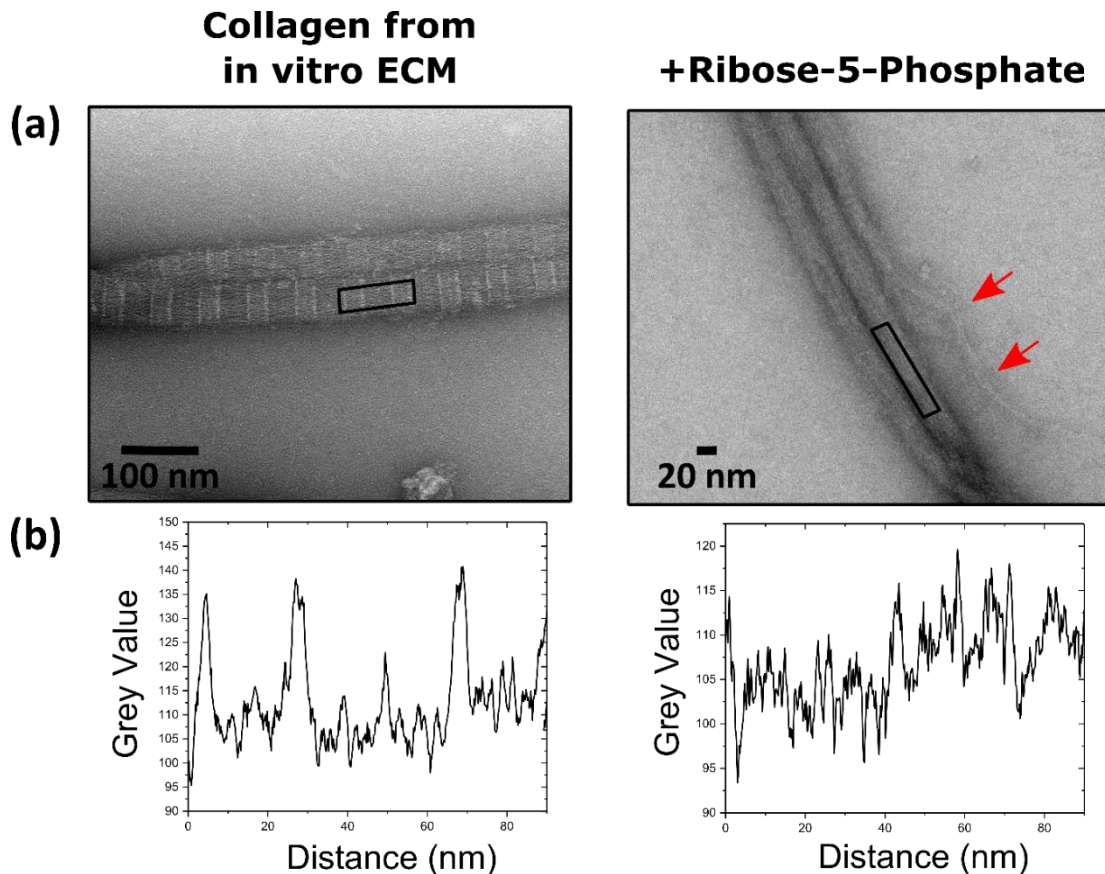 Collagen from
in vitro ECM
+Ribose-5-Phosphate
(a)
100 nm
20 nm
(b)
150
145
140
135
130
125
120
115
110
105
100
95
90
Grey Value
0
20
40
60
80
Distance (nm)
120
115
110
105
100
95
90
Grey Value
0
20
40
60
80
Distance (nm)